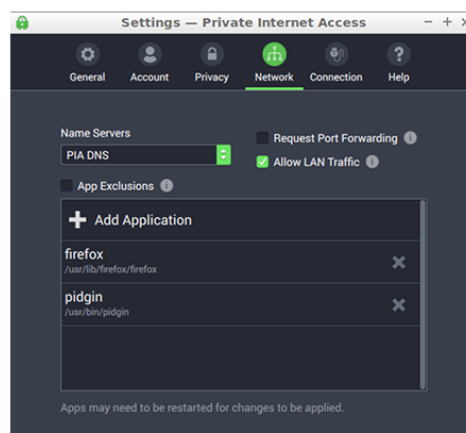 Settings — Private Internet Access
General Account Privacy Network Connection Help
Name Servers
PIA DNS
Request Port Forwarding
Allow LAN Traffic
App Exclusions
Add Application
firefox
/usr/lib/firefox/firefox
pidgin
/usr/bin/pidgin
Apps may need to be restarted for changes to be applied.